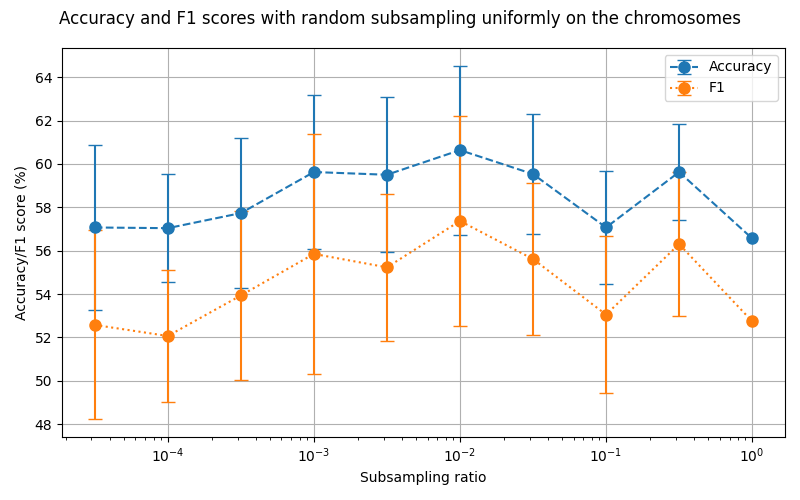 Accuracy and F1 scores with random subsampling uniformly on the chromosomes
Accuracy
F1
Accuracy/F1 score (%)
64
62
60
58
56
54
52
50
48
10⁻⁴
10⁻³
10⁻²
10⁻¹
10⁰
Subsampling ratio